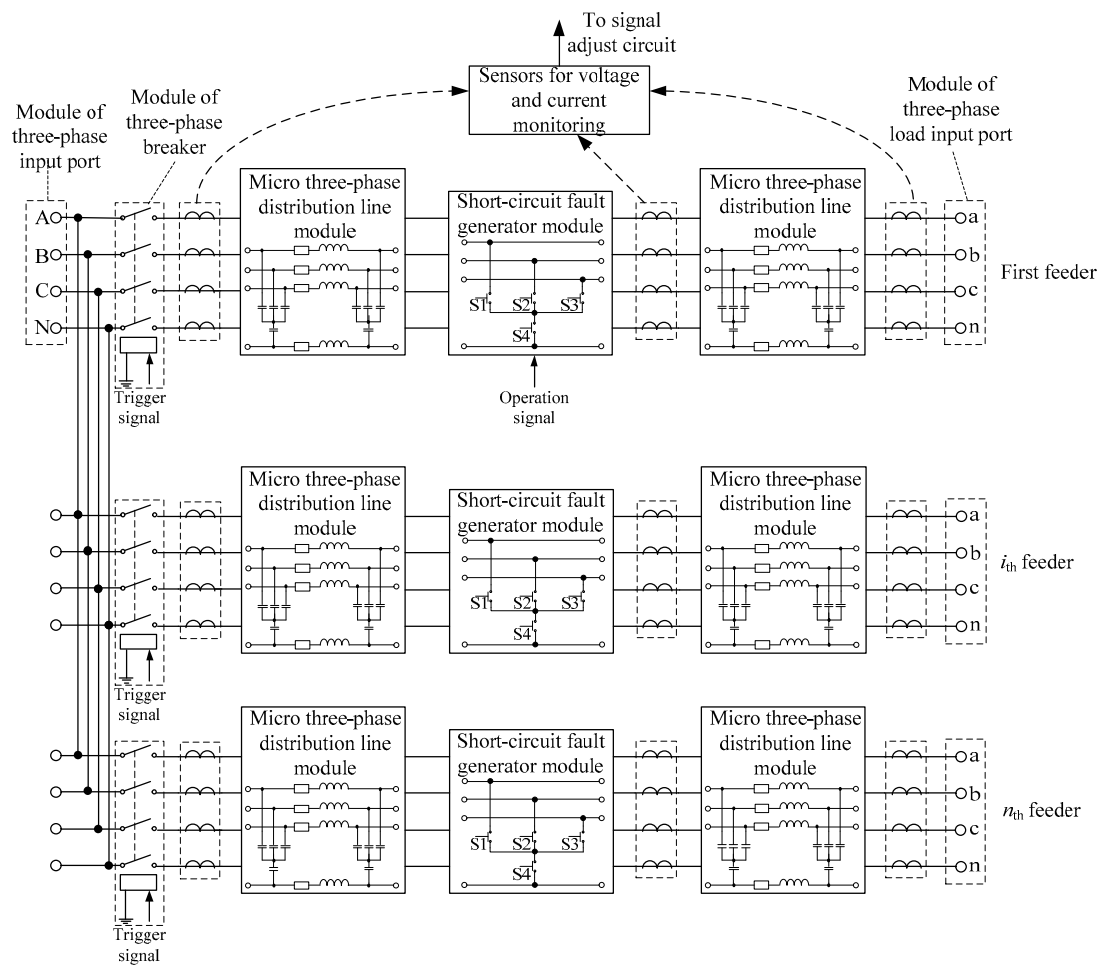 To signal
adjust circuit
Sensors for voltage
and current
monitoring
Module of
three-phase
input port
Module of
three-phase
breaker
Module of
three-phase
load input port
A
B
C
N
Trigger
signal
Micro three-phase
distribution line
module
Short-circuit fault
generator module
S1
S2
S3
S4
Operation
signal
Micro three-phase
distribution line
module
a
b
c
n
First feeder
Trigger
signal
Micro three-phase
distribution line
module
Short-circuit fault
generator module
S1
S2
S3
S4
Micro three-phase
distribution line
module
a
b
c
n
ith feeder
Trigger
signal
Micro three-phase
distribution line
module
Short-circuit fault
generator module
S1
S2
S3
S4
Micro three-phase
distribution line
module
a
b
c
n
nth feeder